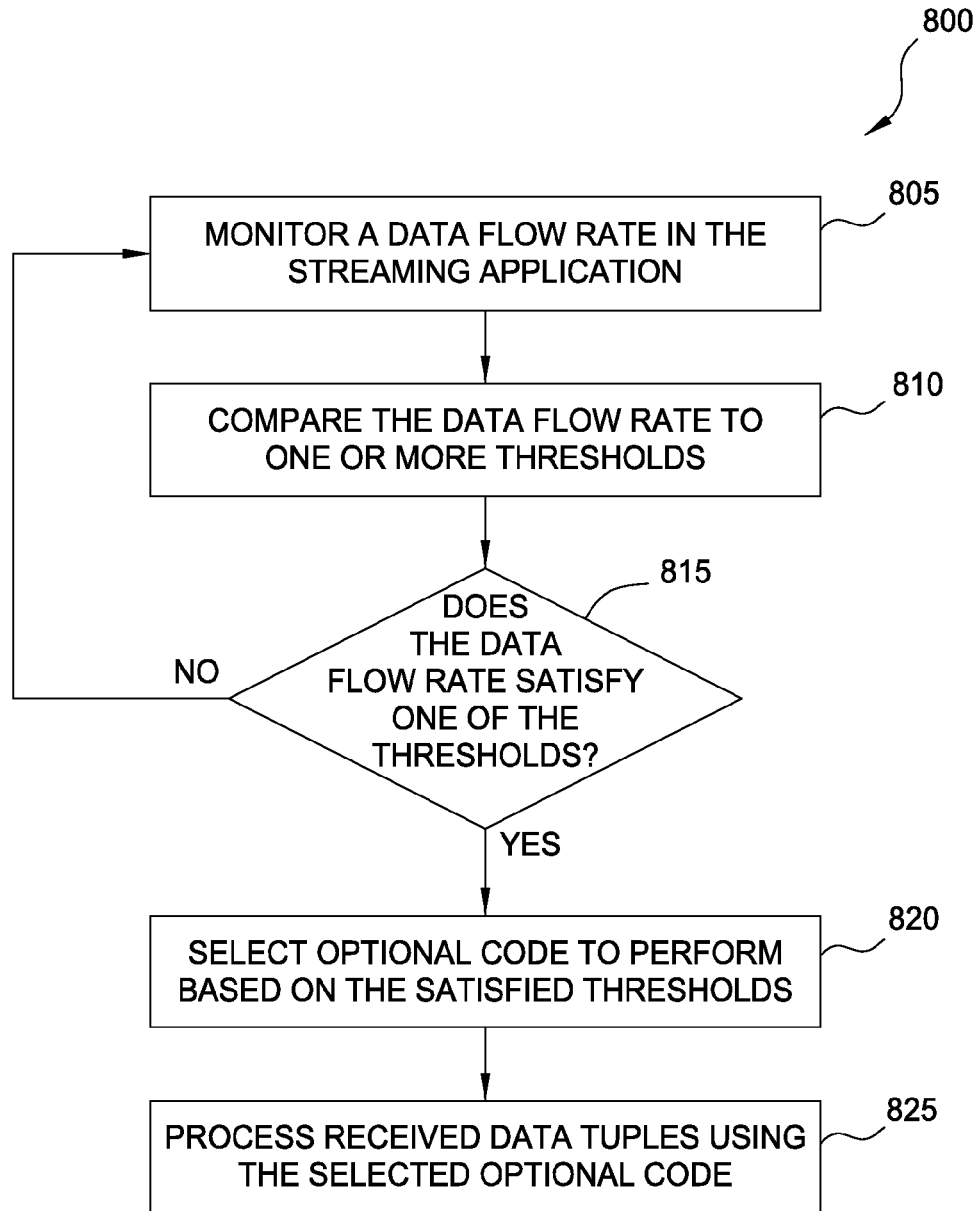 800
805
MONITOR A DATA FLOW RATE IN THE
STREAMING APPLICATION
810
COMPARE THE DATA FLOW RATE TO
ONE OR MORE THRESHOLDS
815
DOES
THE DATA
FLOW RATE SATISFY
ONE OF THE
THRESHOLDS?
NO
YES
820
SELECT OPTIONAL CODE TO PERFORM
BASED ON THE SATISFIED THRESHOLDS
825
PROCESS RECEIVED DATA TUPLES USING
THE SELECTED OPTIONAL CODE